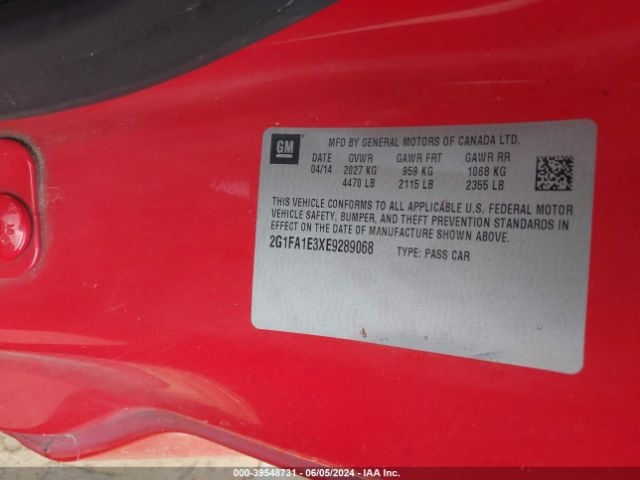 GM
MFD BY GENERAL MOTORS OF CANADA LTD.
DATE GVWR GAWR FRT GAWR RR
04/14 2027 KG 959 KG 1068 KG
4470 LB 2115 LB 2355 LB
THIS VEHICLE CONFORMS TO ALL APPLICABLE U.S. FEDERAL MOTOR
VEHICLE SAFETY, BUMPER, AND THEFT PREVENTION STANDARDS IN
EFFECT ON THE DATE OF MANUFACTURE SHOWN ABOVE.
2G1FA1E3XE9289068 TYPE: PASS CAR
000-39548731 - 06/05/2024 - IAA Inc.